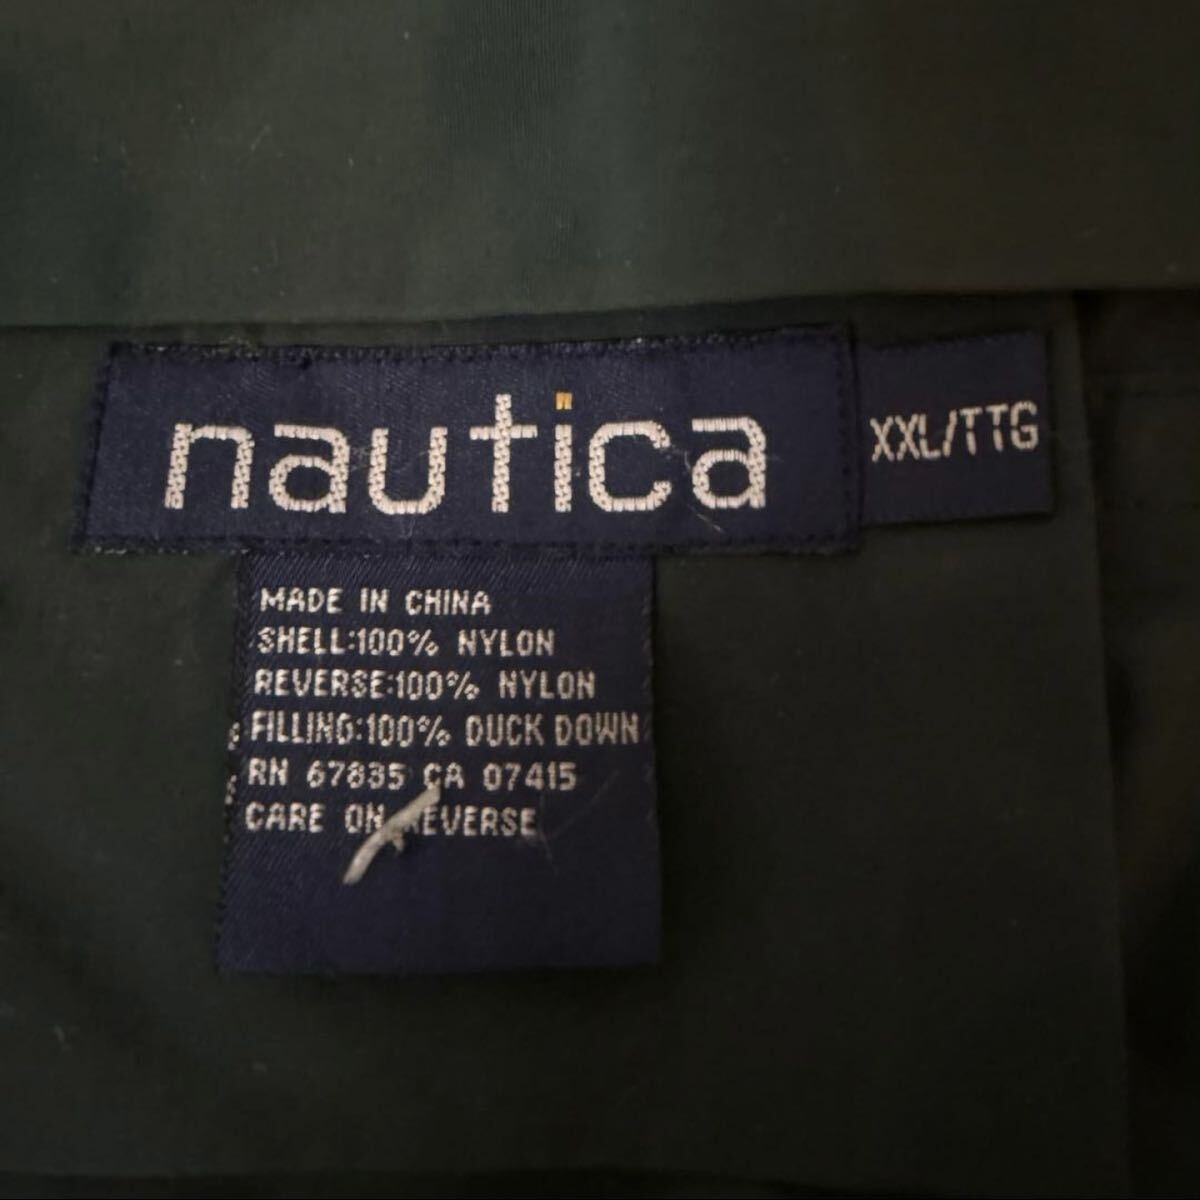 nautica
XXL/TTG
MADE IN CHINA
SHELL:100% NYLON
REVERSE:100% NYLON
FILLING:100% DUCK DOWN
RN 67835 CA 07415
CARE ON REVERSE